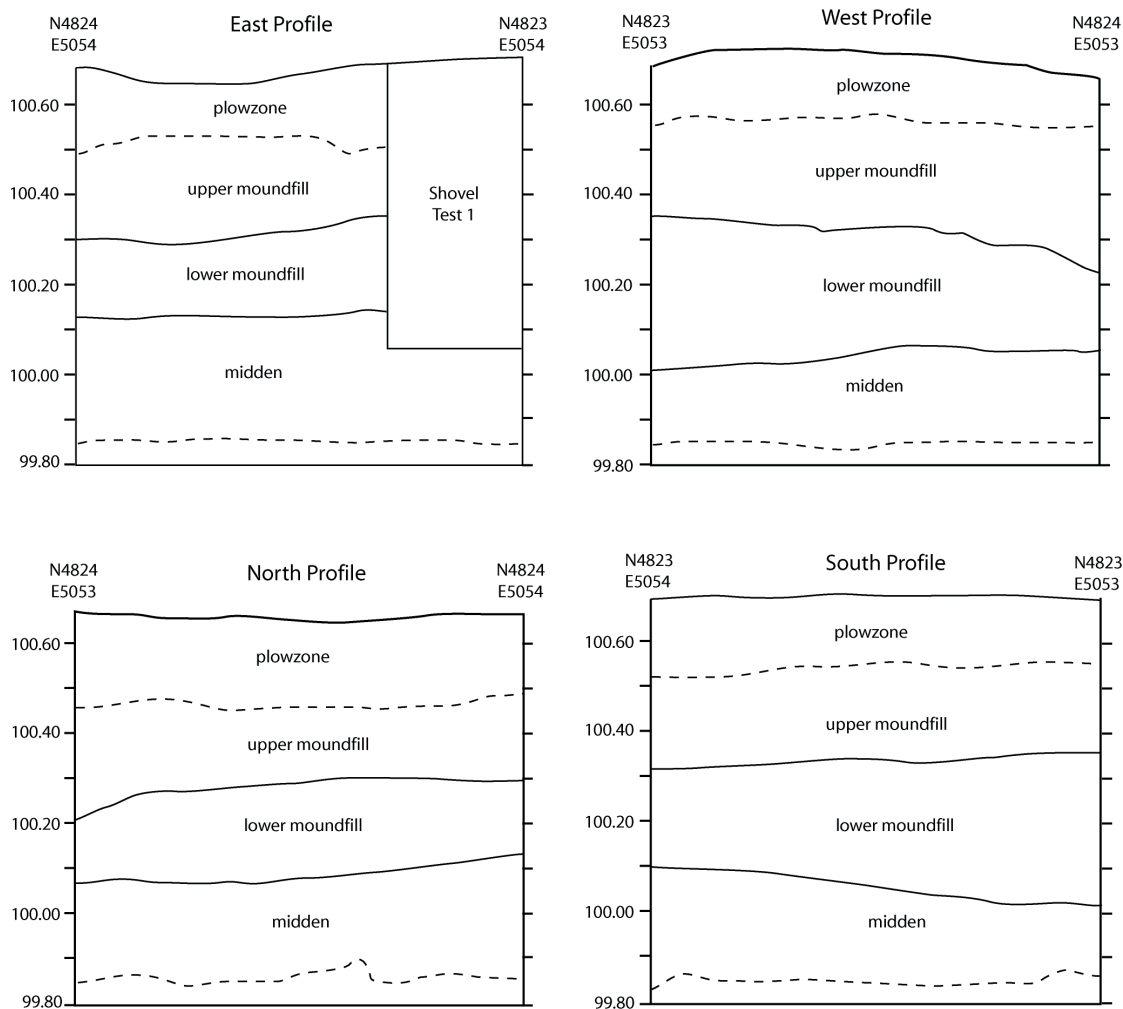 East Profile
N4824
E5054
N4823
E5054
100.60
100.40
100.20
100.00
99.80
plowzone
upper moundfill
lower moundfill
midden
Shovel
Test 1
West Profile
N4823
E5053
N4824
E5053
100.60
100.40
100.20
100.00
99.80
plowzone
upper moundfill
lower moundfill
midden
North Profile
N4824
E5053
N4824
E5054
100.60
100.40
100.20
100.00
99.80
plowzone
upper moundfill
lower moundfill
midden
South Profile
N4823
E5054
N4823
E5053
100.60
100.40
100.20
100.00
99.80
plowzone
upper moundfill
lower moundfill
midden